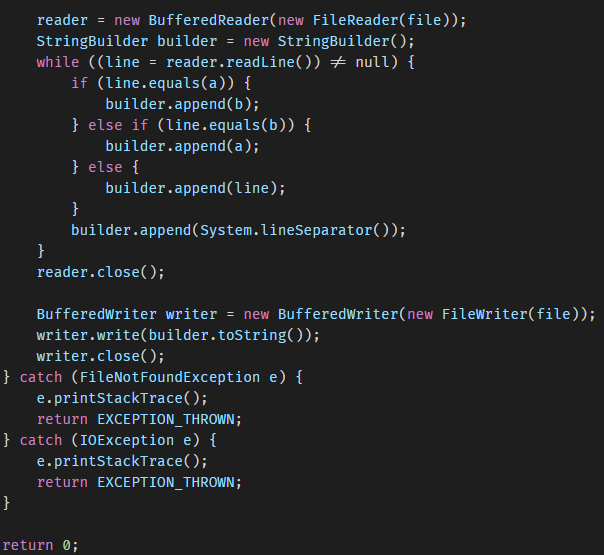 reader = new BufferedReader(new FileReader(file));
StringBuilder builder = new StringBuilder();
while ((line = reader.readLine()) != null) {
if (line.equals(a)) {
builder.append(b);
} else if (line.equals(b)) {
builder.append(a);
} else {
builder.append(line);
}
builder.append(System.lineSeparator());
}
reader.close();
BufferedWriter writer = new BufferedWriter(new FileWriter(file));
writer.write(builder.toString());
writer.close();
} catch (FileNotFoundException e) {
e.printStackTrace();
return EXCEPTION_THROWN;
} catch (IOException e) {
e.printStackTrace();
return EXCEPTION_THROWN;
}
return 0;